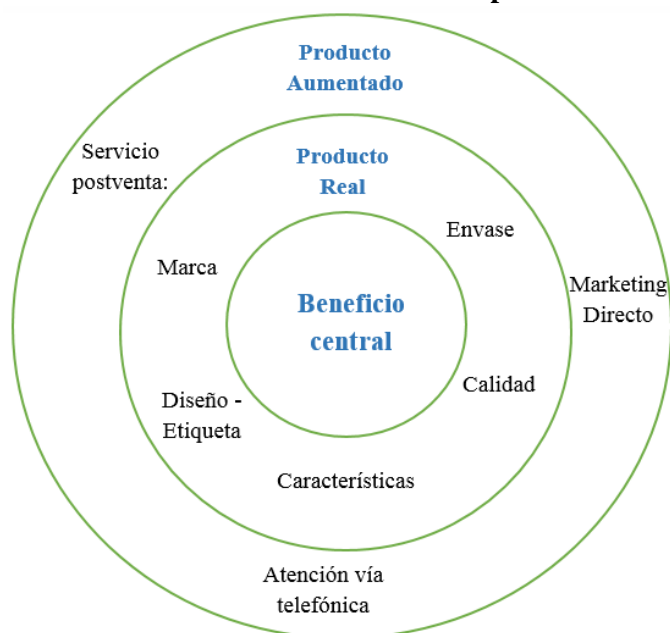 Producto
Aumentado
Servicio
postventa:
Producto
Real
Envase
Marca
Marketing
Directo
Beneficio
central
Calidad
Diseño -
Etiqueta
Características
Atención vía
telefónica